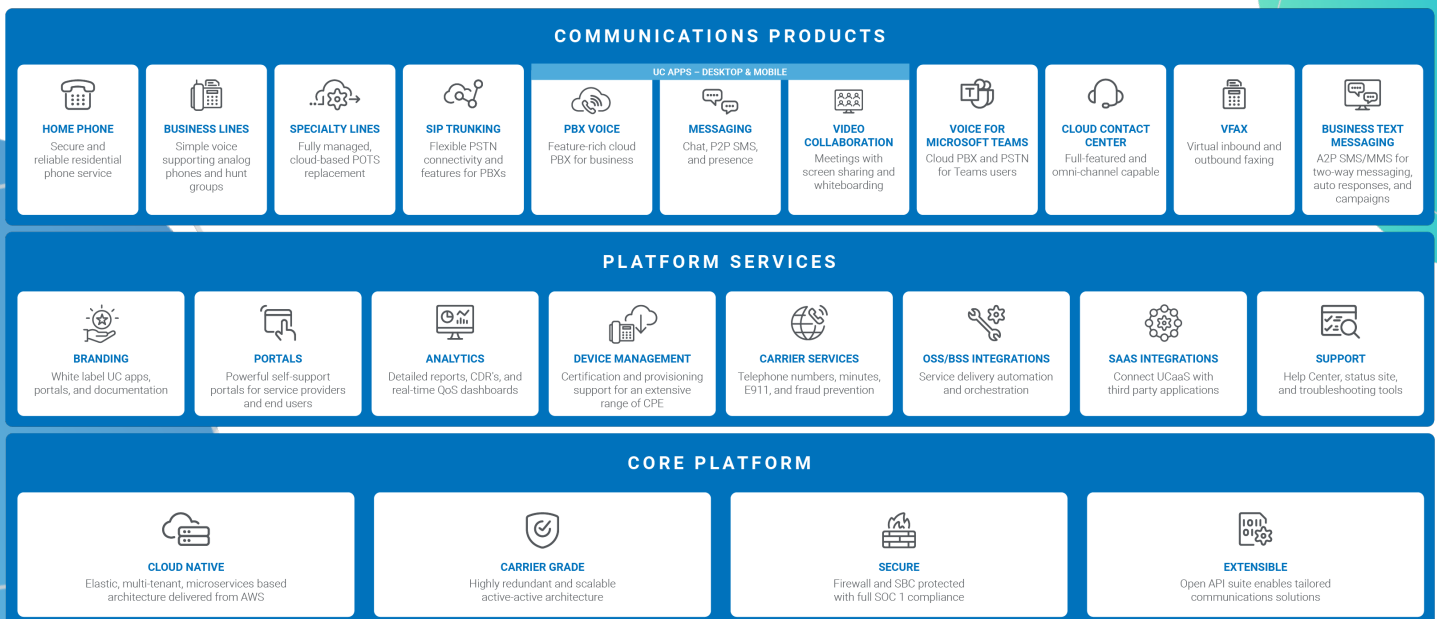 COMMUNICATIONS PRODUCTS
UC APPS – DESKTOP & MOBILE
HOME PHONE
Secure and
reliable residential
phone service
BUSINESS LINES
Simple voice
supporting analog
phones and hunt
groups
SPECIALTY LINES
Fully managed,
cloud-based POTS
replacement
SIP TRUNKING
Flexible PSTN
connectivity and
features for PBXs
PBX VOICE
Feature-rich cloud
PBX for business
MESSAGING
Chat, P2P SMS,
and presence
VIDEO
COLLABORATION
Meetings with
screen sharing and
whiteboarding
T
VOICE FOR
MICROSOFT TEAMS
Cloud PBX and PSTN
for Teams users
CLOUD CONTACT
CENTER
Full-featured and
omni-channel capable
VFAX
Virtual inbound and
outbound faxing
BUSINESS TEXT
MESSAGING
A2P SMS/MMS for
two-way messaging,
auto responses, and
campaigns
PLATFORM SERVICES
BRANDING
White label UC apps,
portals, and documentation
PORTALS
Powerful self-support
portals for service providers
and end users
ANALYTICS
Detailed reports, CDR's, and
real-time QoS dashboards
DEVICE MANAGEMENT
Certification and provisioning
support for an extensive
range of CPE
CARRIER SERVICES
Telephone numbers, minutes,
E911, and fraud prevention
OSS/BSS INTEGRATIONS
Service delivery automation
and orchestration
SAAS INTEGRATIONS
Connect UCaaS with
third party applications
SUPPORT
Help Center, status site,
and troubleshooting tools
CORE PLATFORM
CLOUD NATIVE
Elastic, multi-tenant, microservices based
architecture delivered from AWS
CARRIER GRADE
Highly redundant and scalable
active-active architecture
SECURE
Firewall and SBC protected
with full SOC 1 compliance
EXTENSIBLE
Open API suite enables tailored
communications solutions